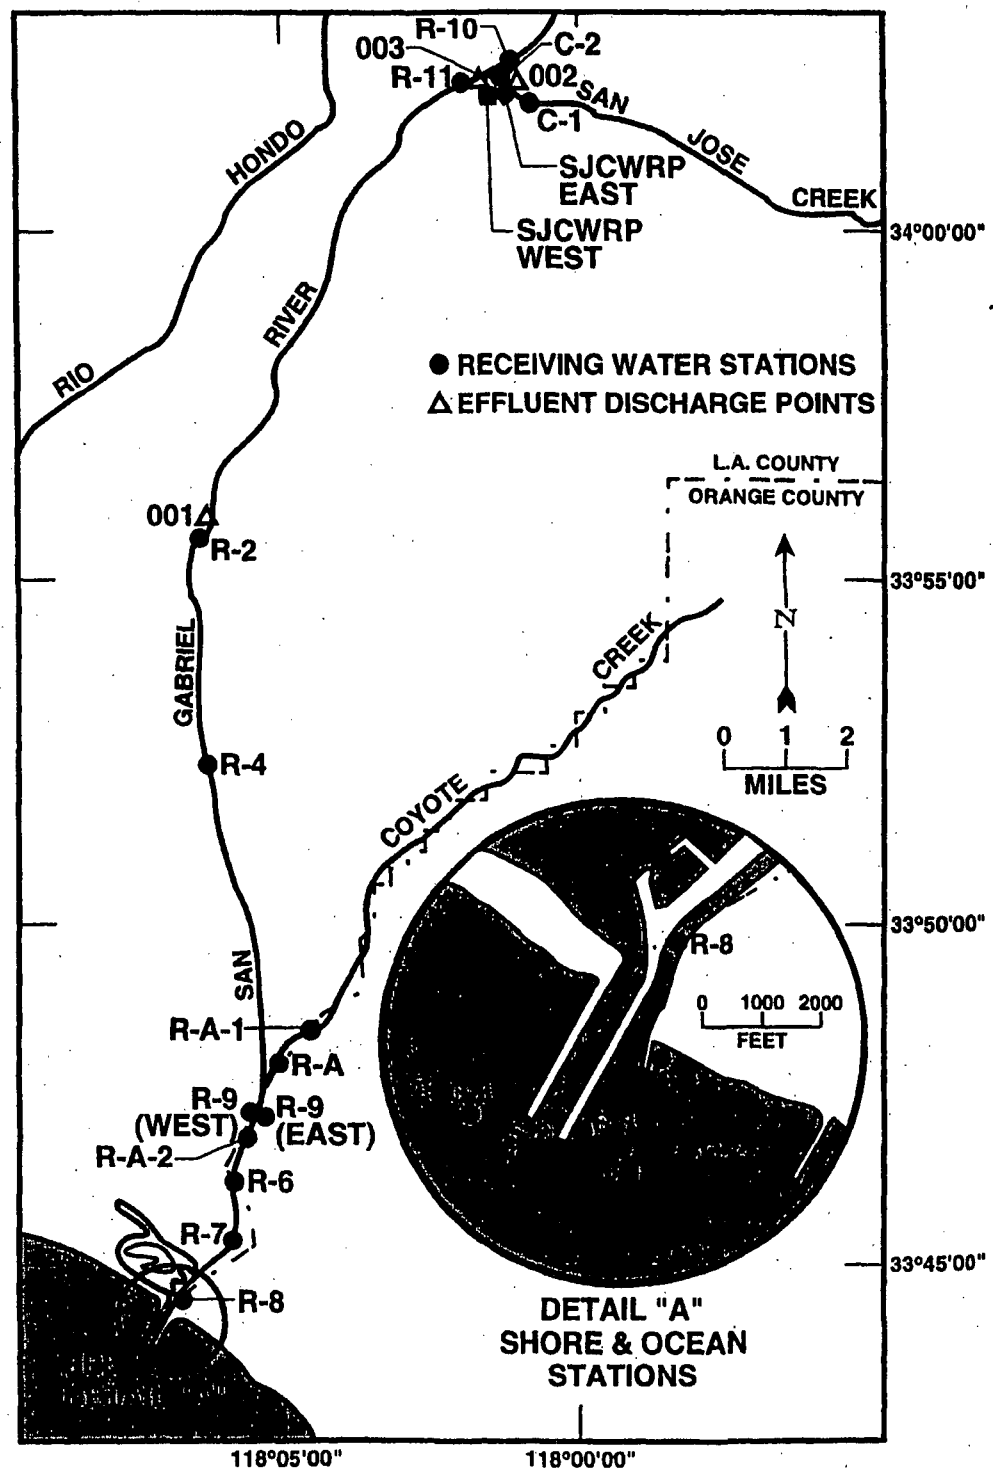 R-10
003
C-2
R-11
002
SAN
C-1
JOSE
HONDO
SJCWRP
EAST
CREEK
SJCWRP
WEST
34°00'00"
RIVER
RIO
● RECEIVING WATER STATIONS
△ EFFLUENT DISCHARGE POINTS
L.A. COUNTY
ORANGE COUNTY
001
R-2
33°55'00"
N
GABRIEL
CREEK
0 1 2
MILES
R-4
COYOTE
33°50'00"
SAN
R-8
0 1000 2000
FEET
R-A-1
R-A
R-9
(WEST)
R-9
(EAST)
R-A-2
R-6
R-7
33°45'00"
R-8
DETAIL "A"
SHORE & OCEAN
STATIONS
118°05'00"
118°00'00"